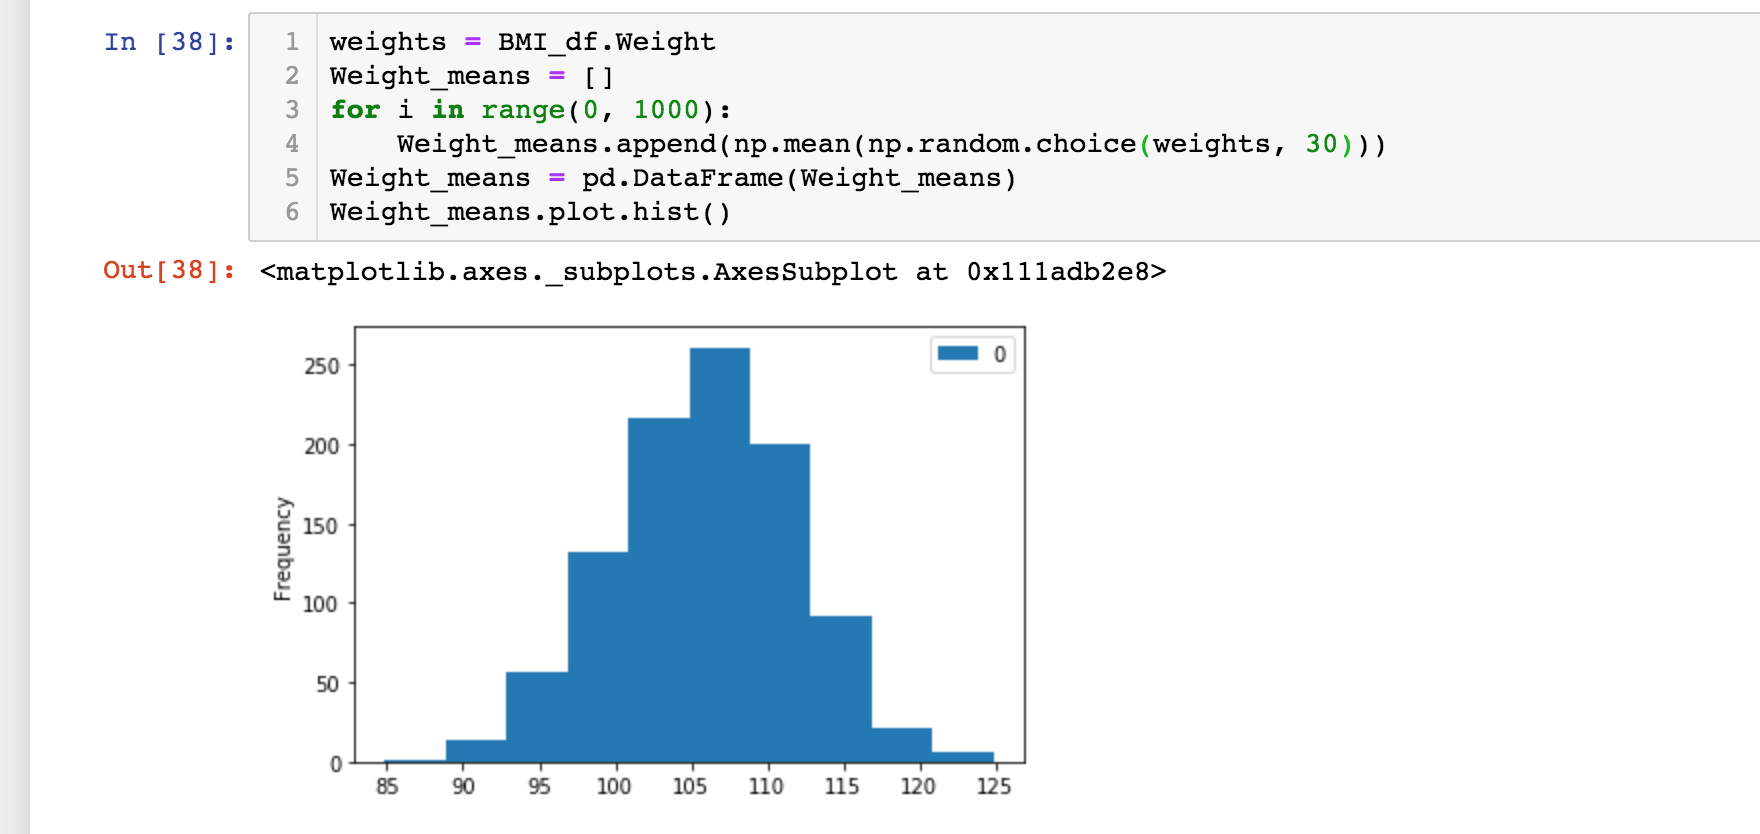 In [38]:
1 weights = BMI_df.Weight
2 Weight_means = []
3 for i in range(0, 1000):
4     Weight_means.append(np.mean(np.random.choice(weights, 30)))
5 Weight_means = pd.DataFrame(Weight_means)
6 Weight_means.plot.hist()
Out[38]: <matplotlib.axes._subplots.AxesSubplot at 0x111adb2e8>
0
250
200
150
100
50
0
Frequency
85 90 95 100 105 110 115 120 125